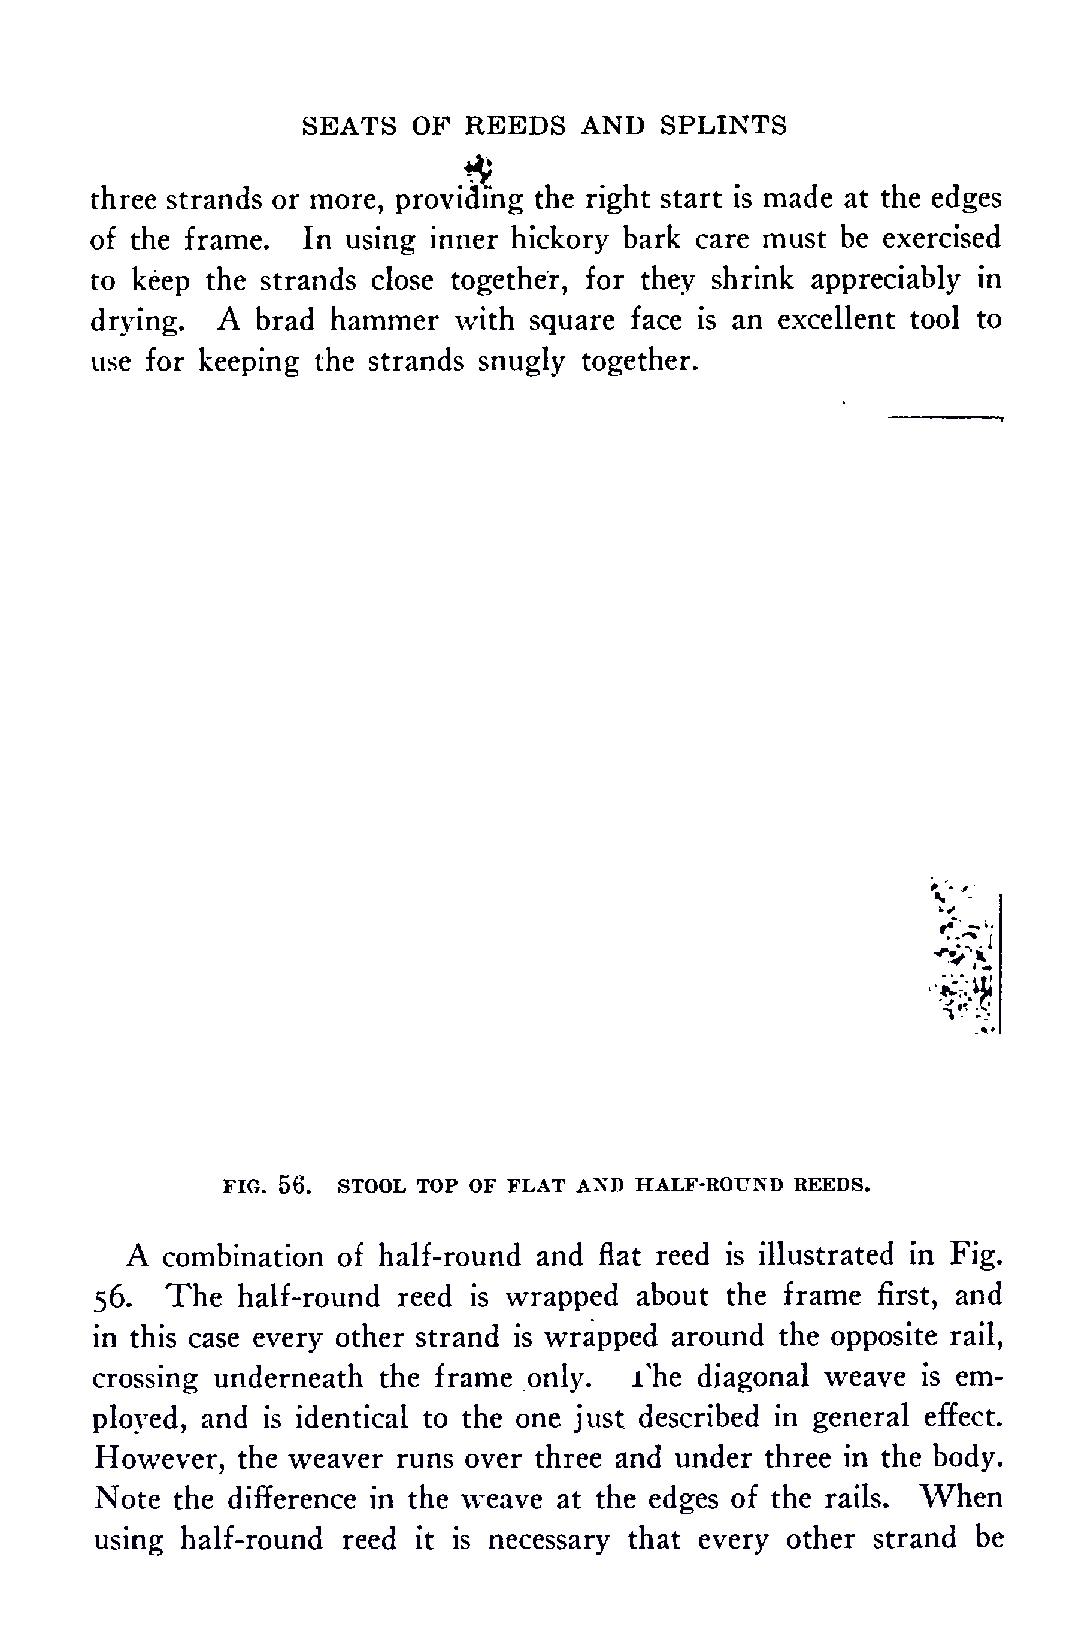 SEATS OF REEDS AND SPLINTS
three strands or more, providing the right start is made at the edges
of the frame. In using inner hickory bark care must be exercised
to keep the strands close together, for they shrink appreciably in
drying. A brad hammer with square face is an excellent tool to
use for keeping the strands snugly together.
FIG. 56. STOOL TOP OF FLAT AND HALF-ROUND REEDS.
A combination of half-round and flat reed is illustrated in Fig.
56. The half-round reed is wrapped about the frame first, and
in this case every other strand is wrapped around the opposite rail,
crossing underneath the frame only. The diagonal weave is em-
ployed, and is identical to the one just described in general effect.
However, the weaver runs over three and under three in the body.
Note the difference in the weave at the edges of the rails. When
using half-round reed it is necessary that every other strand be